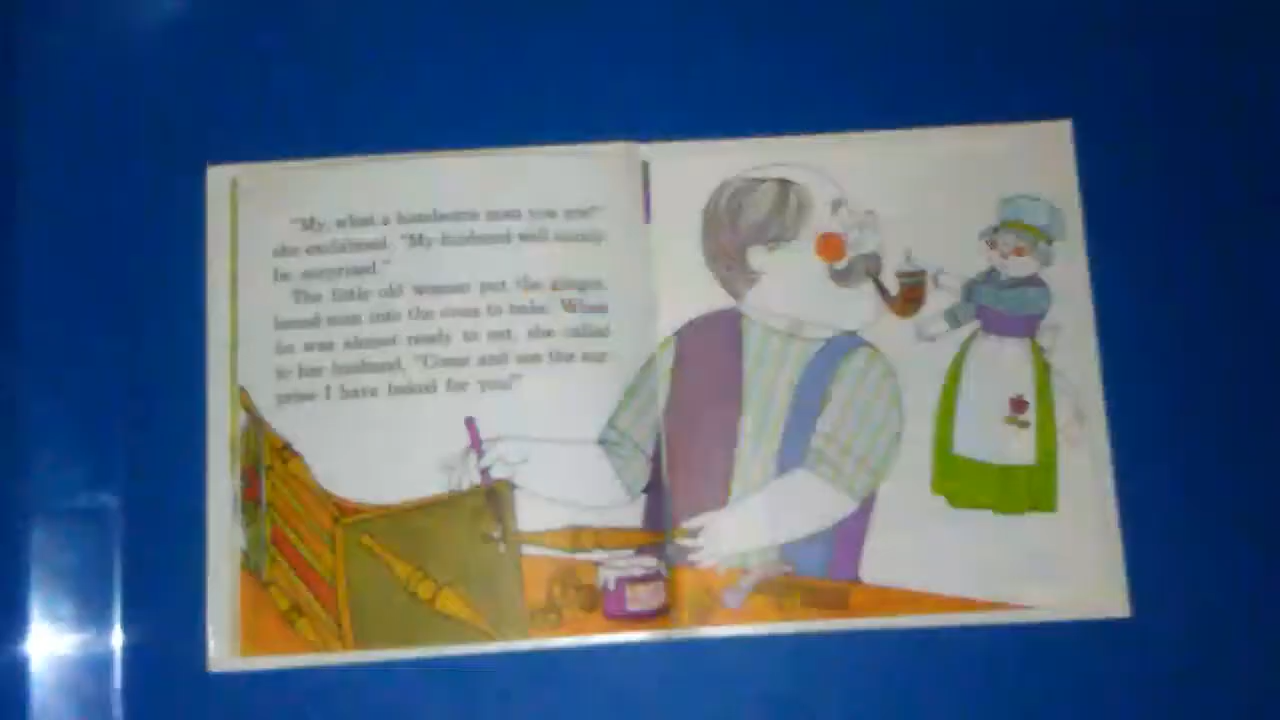 "My, what a handsome man you are!"
she exclaimed. "My husband will surely
be surprised."
The little old woman put the ginger-
bread man into the oven to bake. When
he was almost ready to eat, she called
to her husband, "Come and see the sur-
prise I have baked for you!"